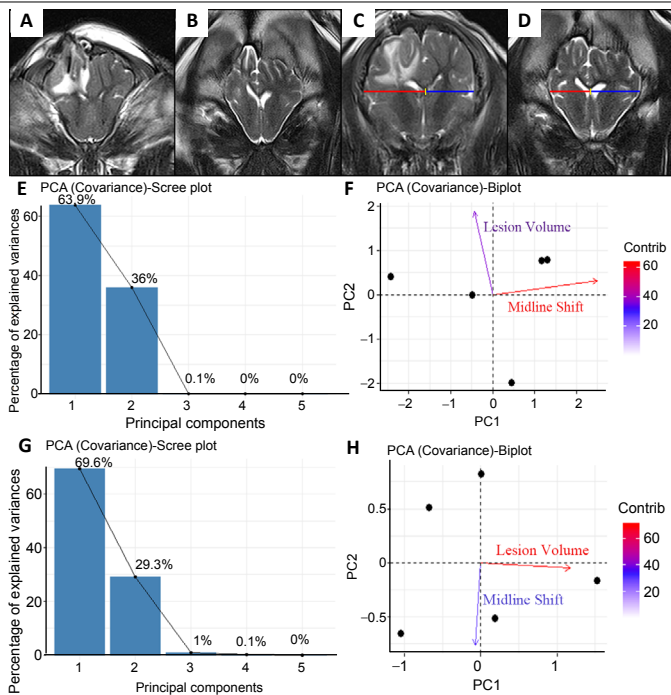 A B C D
E PCA (Covariance)-Scree plot
63.9%
36%
0.1% 0% 0%
Percentage of explained variances
60
40
20
0
1 2 3 4 5
Principal components
F PCA (Covariance)-Biplot
Lesion Volume
Midline Shift
PC2
2
1
0
−1
−2
−2 −1 0 1 2
PC1
Contrib
60
40
20
G PCA (Covariance)-Scree plot
69.6%
29.3%
1% 0.1% 0%
Percentage of explained variances
60
40
20
0
1 2 3 4 5
Principal components
H PCA (Covariance)-Biplot
Lesion Volume
Midline Shift
PC2
0.5
0
−0.5
−1 0 1
PC1
Contrib
60
40
20